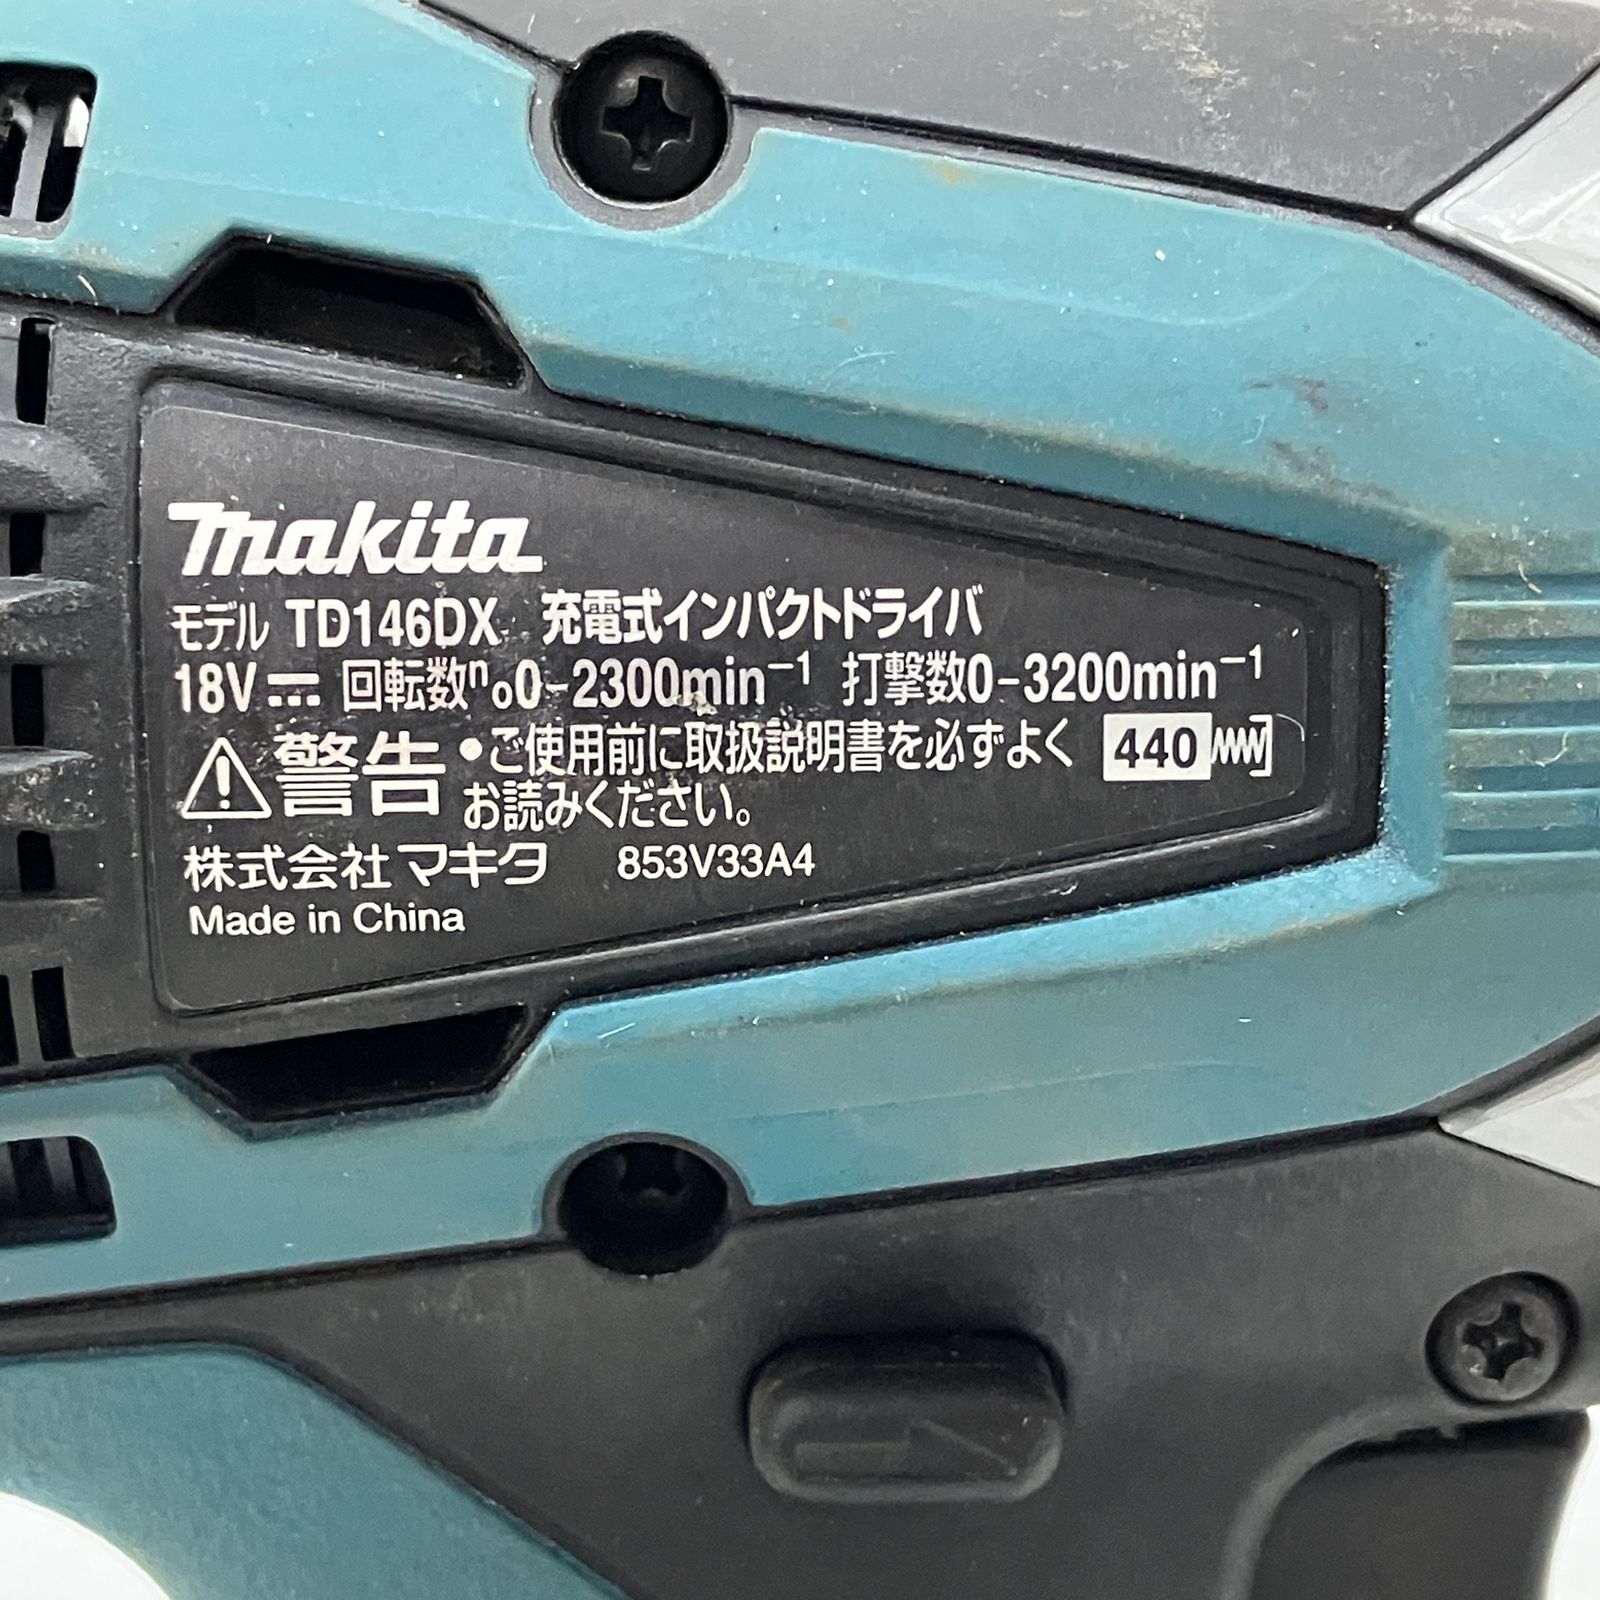 makita
モデル TD146DX 充電式インパクトドライバ
18V⎓ 回転数n₀0-2300min⁻¹ 打撃数0-3200min⁻¹
⚠警告 •ご使用前に取扱説明書を必ずよく 440
お読みください。
株式会社マキタ 853V33A4
Made in China